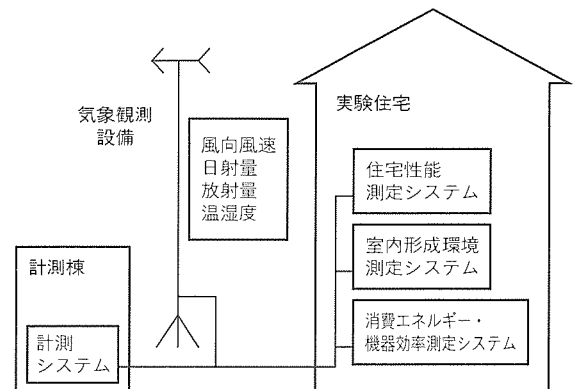 気象観測
設備
風向風速
日射量
放射量
温湿度
計測棟
計測
システム
実験住宅
住宅性能
測定システム
室内形成環境
測定システム
消費エネルギー・
機器効率測定システム